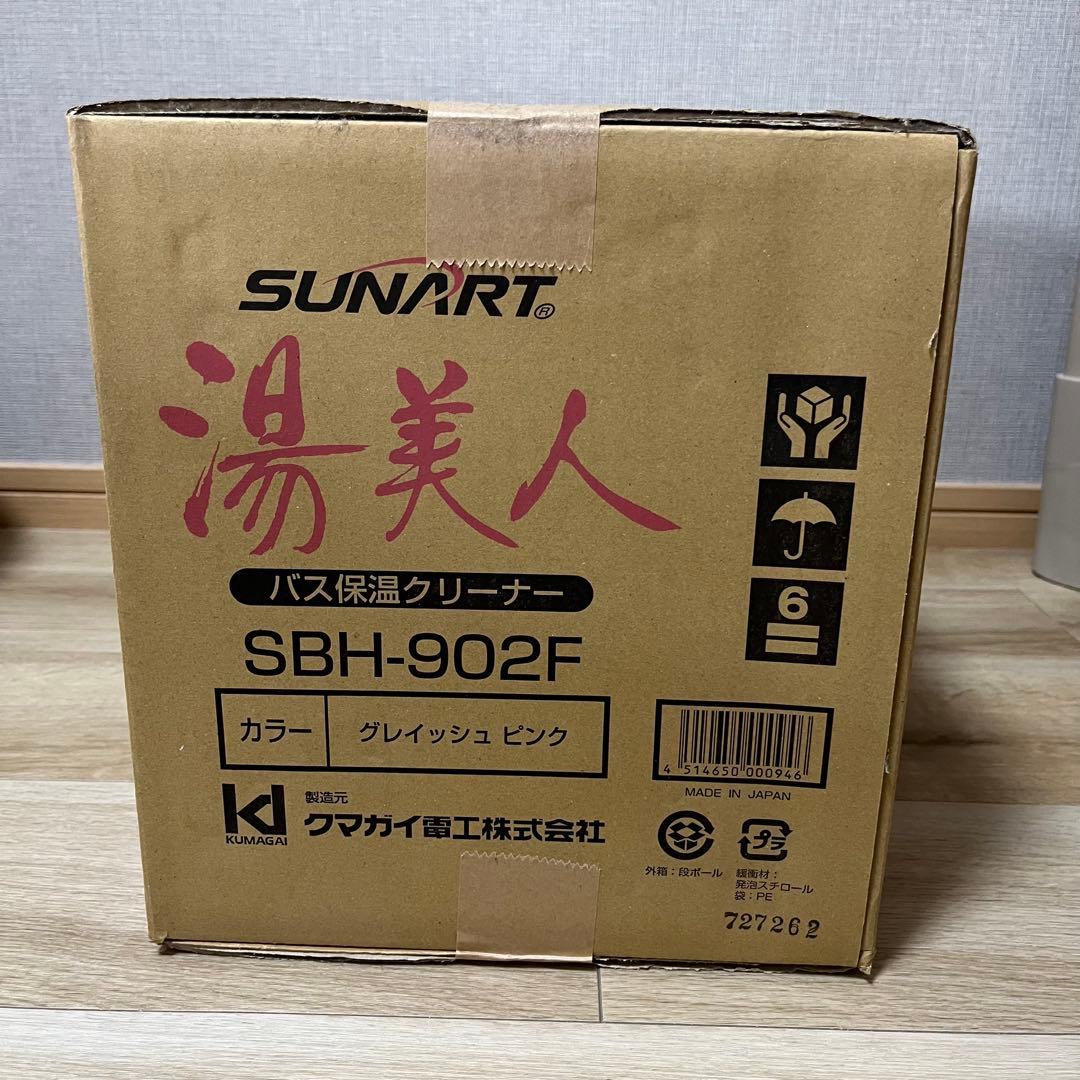 SUNART®
湯美人
バス保温クリーナー
SBH-902F
カラー グレイッシュ ピンク
6
4 514650 000946
MADE IN JAPAN
KUMAGAI
製造元
クマガイ電工株式会社
プラ
外箱：段ボール
緩衝材：
発泡スチロール
袋：PE
727262